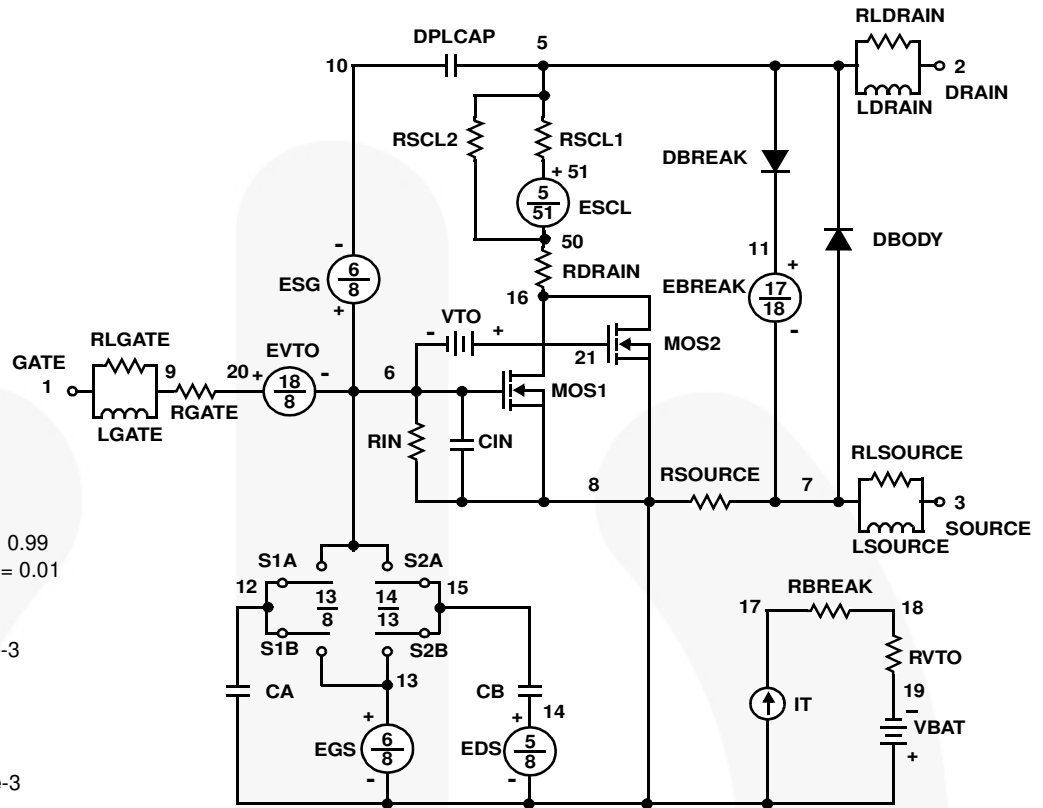 RLDRAIN
DPLCAP
5
10
2
DRAIN
LDRAIN
RSCL2
RSCL1
DBREAK
+ 51
5
51
ESCL
50
DBODY
-
11
RDRAIN
+
ESG
6
8
EBREAK
17
18
+
16
VTO
-
+
-
MOS2
21
RLGATE
EVTO
GATE
1
9
20
+
18
8
-
6
MOS1
RGATE
LGATE
RIN
CIN
RLSOURCE
RSOURCE
8
7
3
SOURCE
LSOURCE
0.99
= 0.01
S1A
S2A
12
13
8
14
13
15
RBREAK
17
18
S1B
S2B
-3
RVTO
13
CA
CB
19
14
IT
-
VBAT
+
+
EGS
6
8
+
EDS
5
8
-
-
e-3